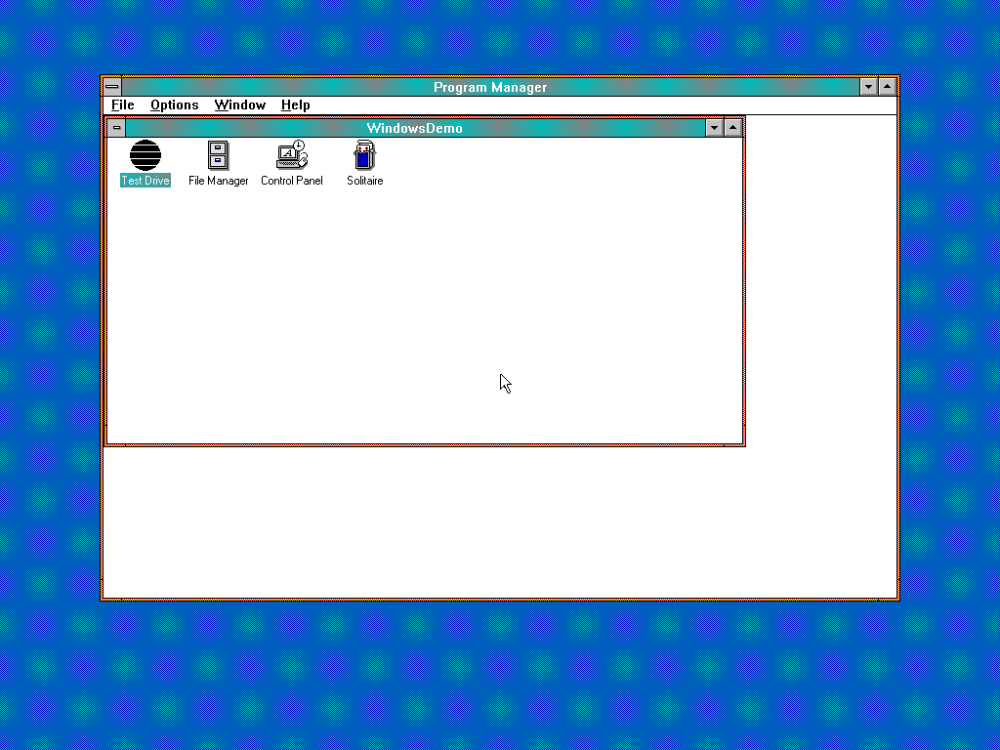 Program Manager
File Options Window Help
WindowsDemo
Test Drive File Manager Control Panel Solitaire